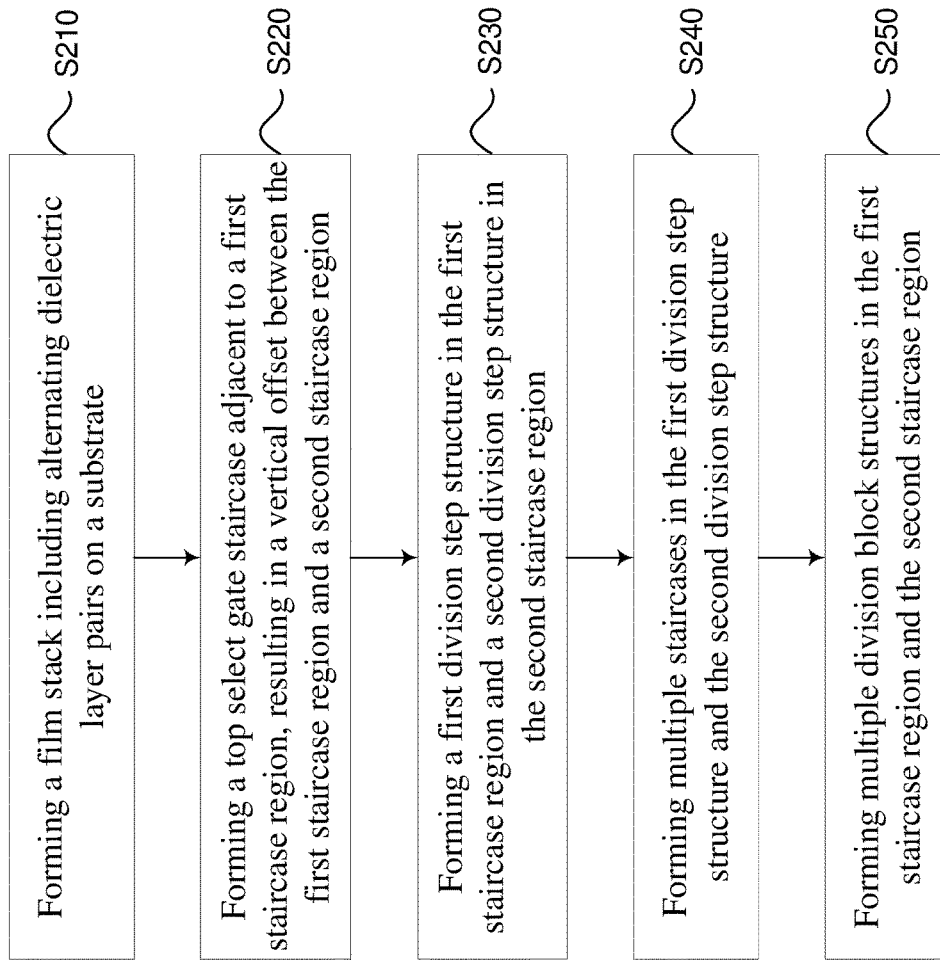 Forming a film stack including alternating dielectric
layer pairs on a substrate
S210
Forming a top select gate staircase adjacent to a first
staircase region, resulting in a vertical offset between the
first staircase region and a second staircase region
S220
Forming a first division step structure in the first
staircase region and a second division step structure in
the second staircase region
S230
Forming multiple staircases in the first division step
structure and the second division step structure
S240
Forming multiple division block structures in the first
staircase region and the second staircase region
S250